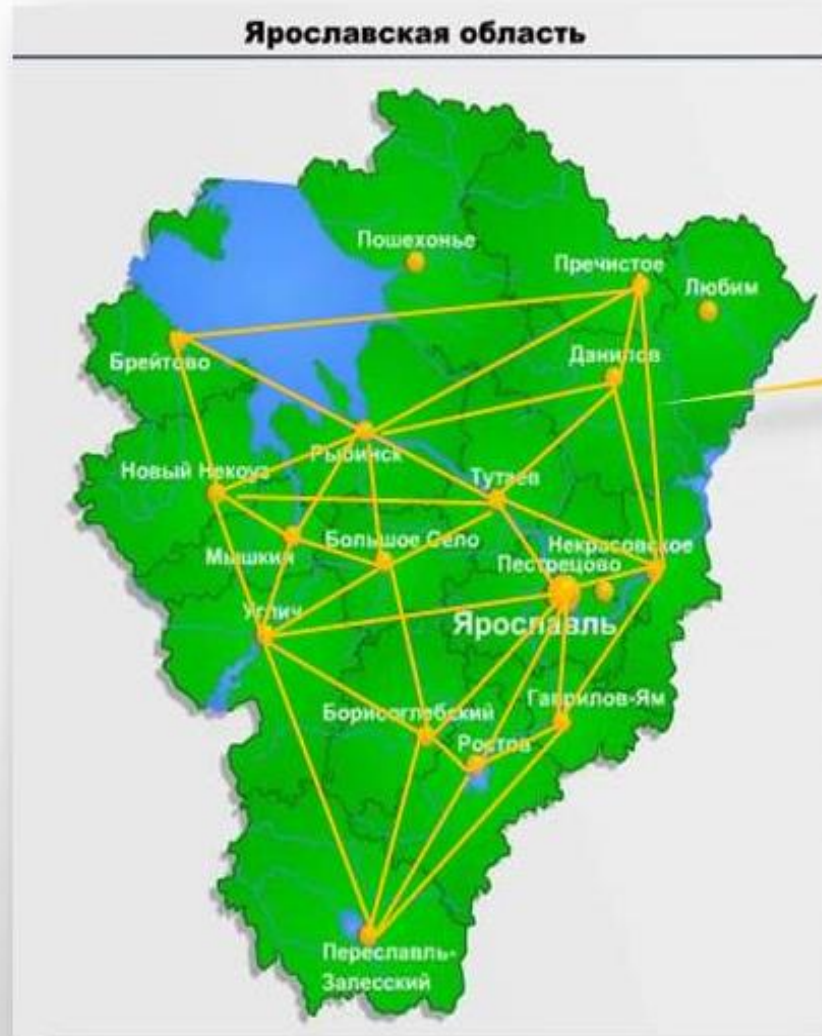 Ярославская область
Пошехонье
Пречистое
Любим
Данилов
Брейтово
Рыбинск
Новый Некоуз
Тутаев
Мышкин
Большое Село
Некрасовское
Пестрецово
Углич
Ярославль
Гаврилов-Ям
Борисоглебский
Ростов
Переславль-
Залесский